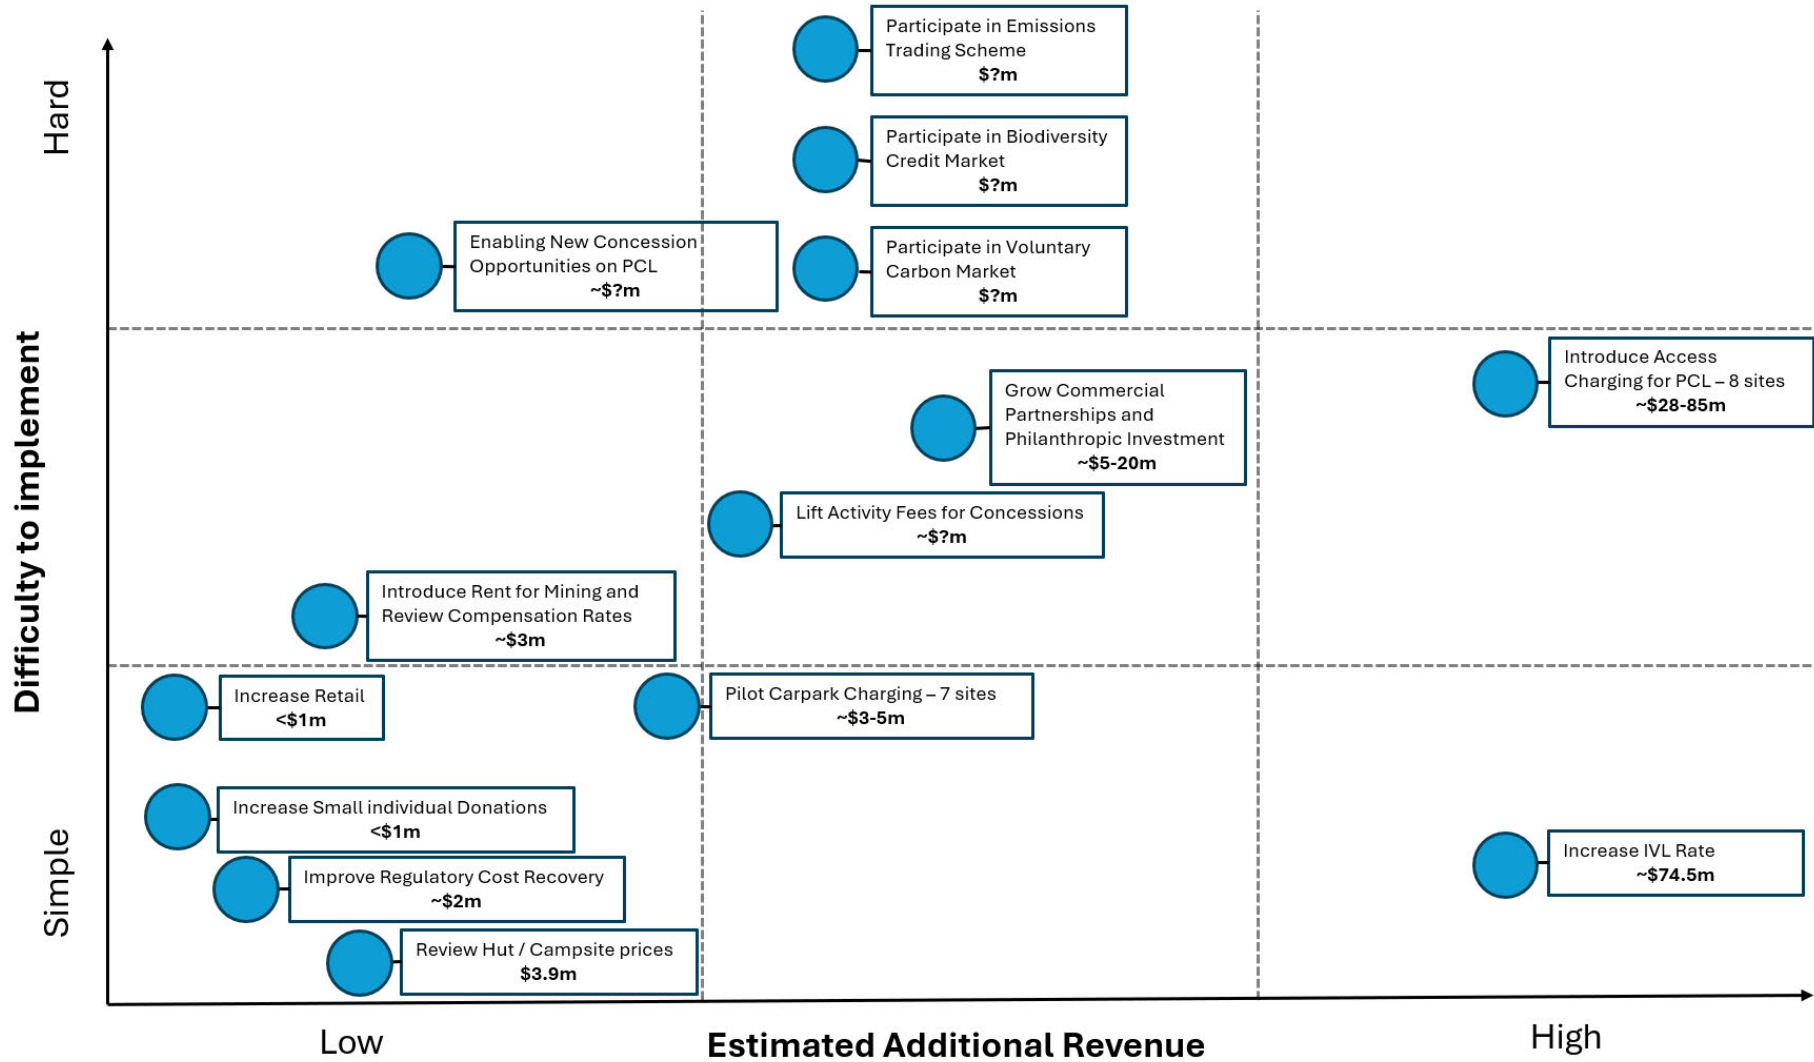 Hard
Difficulty to implement
Simple
Participate in Emissions
Trading Scheme
$?m
Participate in Biodiversity
Credit Market
$?m
Enabling New Concession
Opportunities on PCL
~$?m
Participate in Voluntary
Carbon Market
$?m
Introduce Access
Charging for PCL – 8 sites
~$28-85m
Grow Commercial
Partnerships and
Philanthropic Investment
~$5-20m
Lift Activity Fees for Concessions
~$?m
Introduce Rent for Mining and
Review Compensation Rates
~$3m
Increase Retail
<$1m
Pilot Carpark Charging – 7 sites
~$3-5m
Increase Small individual Donations
<$1m
Increase IVL Rate
~$74.5m
Improve Regulatory Cost Recovery
~$2m
Review Hut / Campsite prices
$3.9m
Low
Estimated Additional Revenue
High